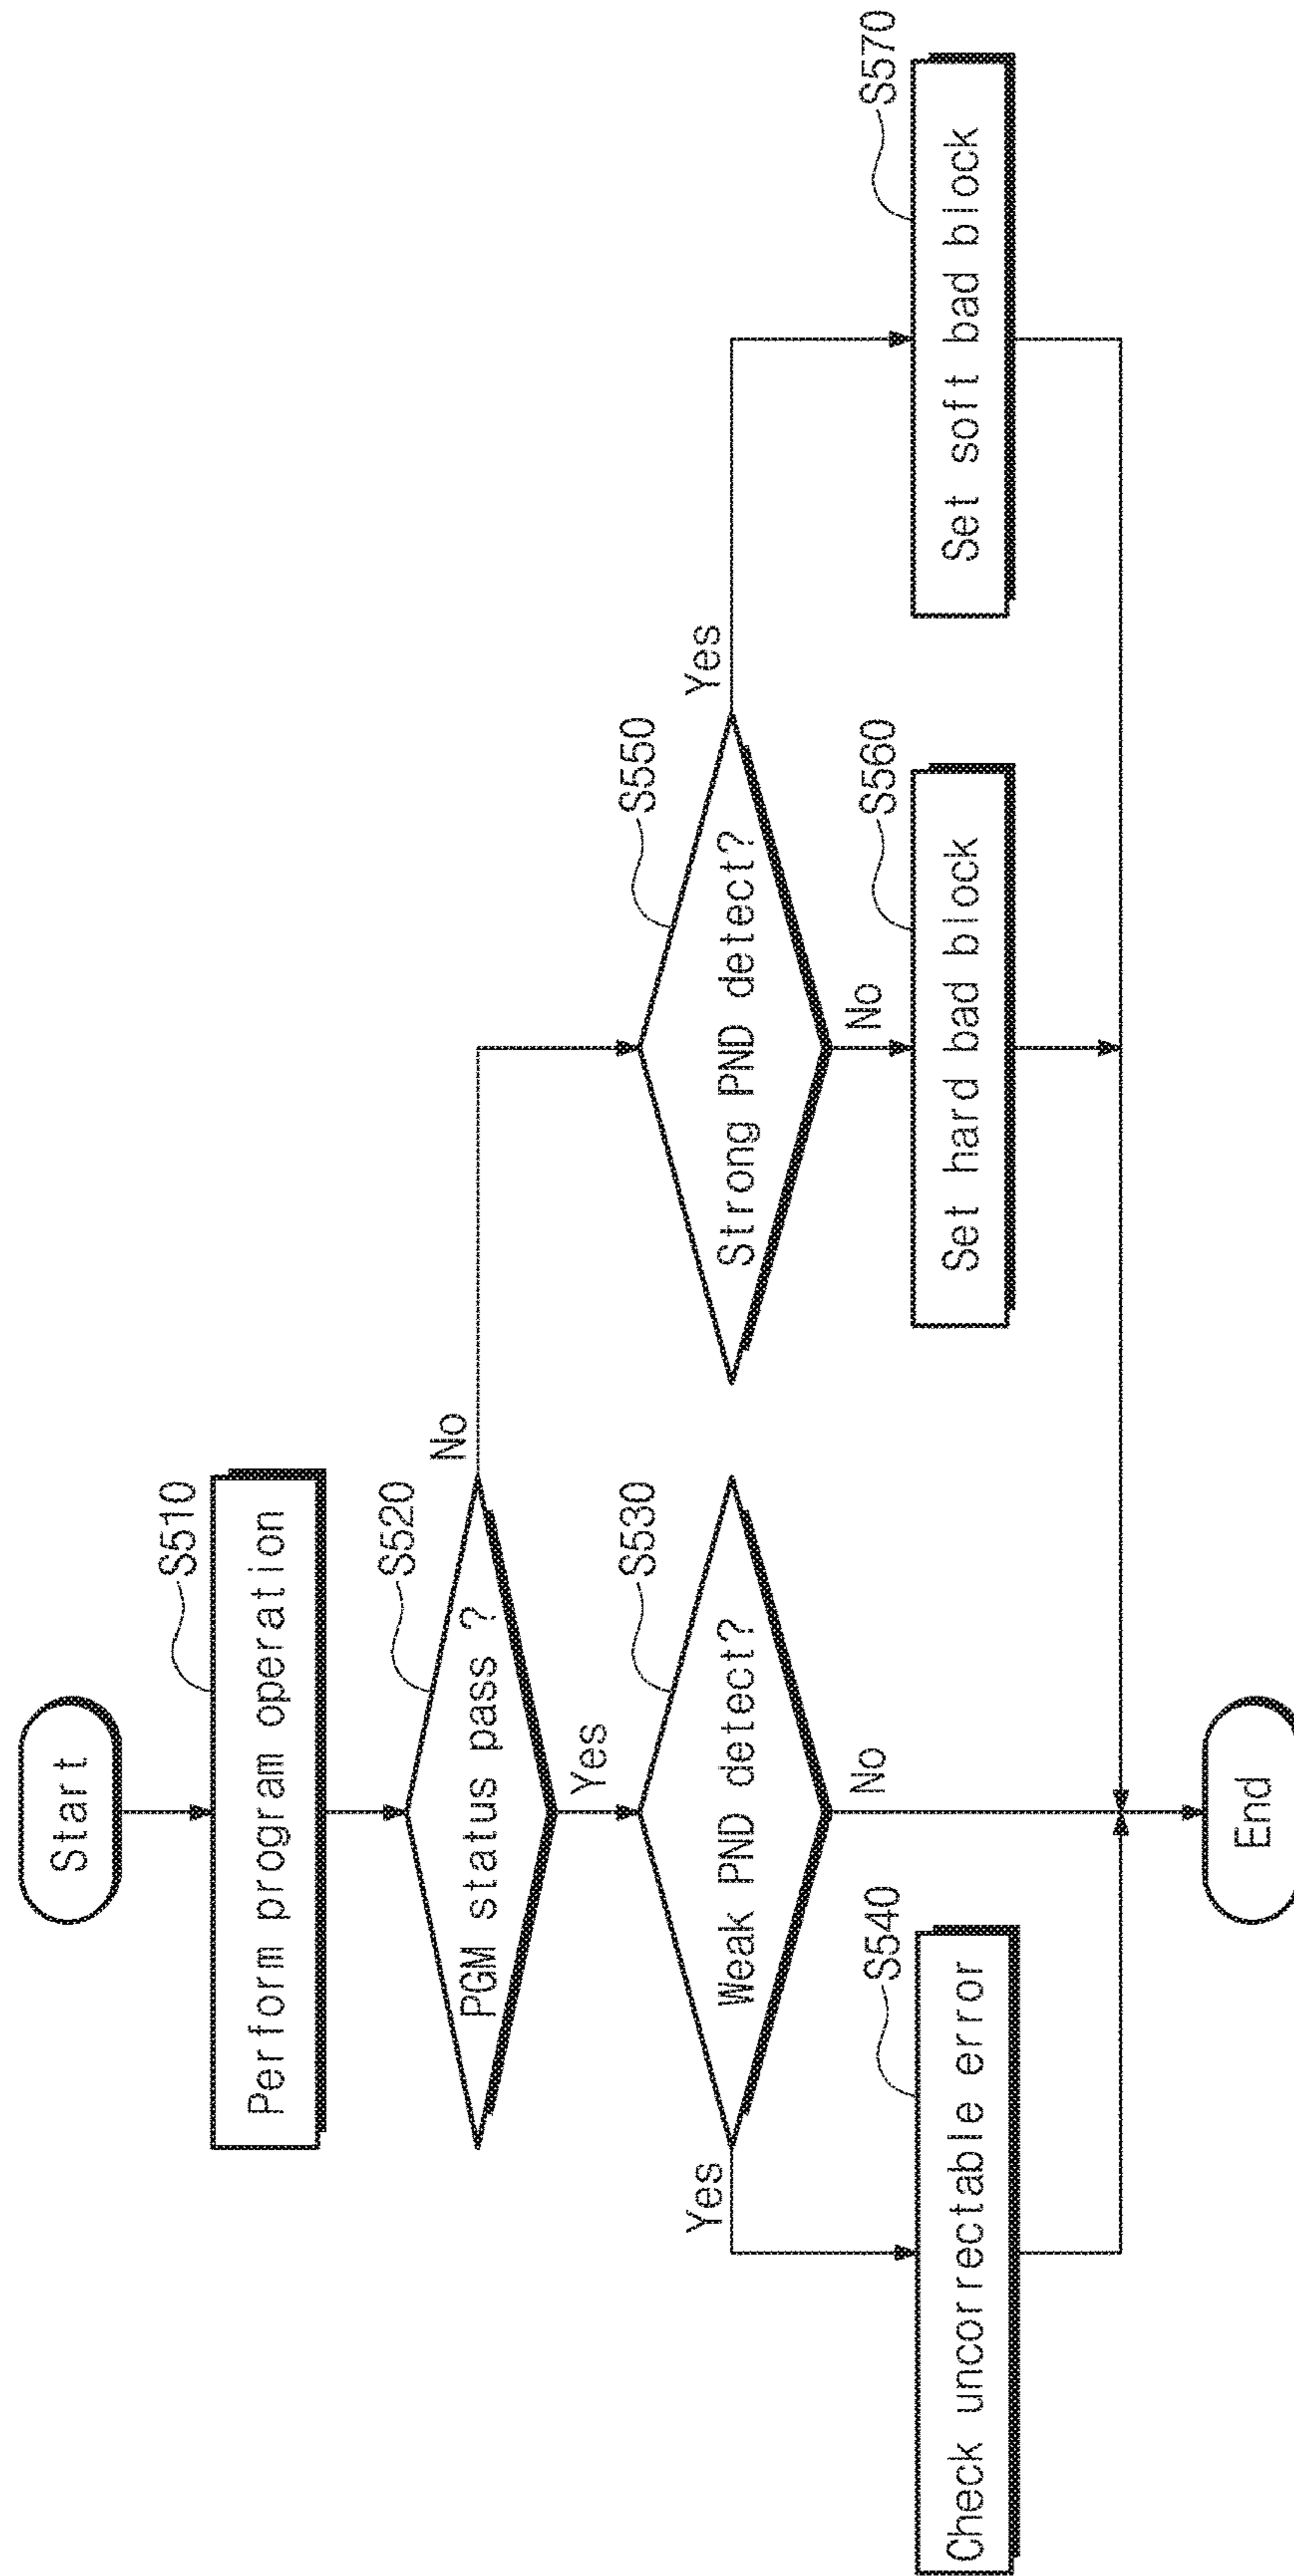 Start
S510
Perform program operation
S520
PGM status pass ?
No
Yes
S530
Weak PND detect?
S550
Strong PND detect?
Yes
Yes
No
No
S540
Check uncorrectable error
S560
Set hard bad block
S570
Set soft bad block
End